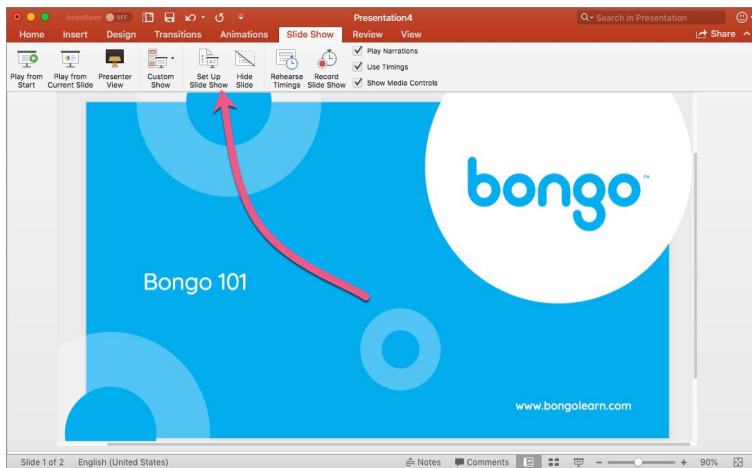 AutoSave OFF
Presentation4
Search in Presentation
Home Insert Design Transitions Animations Slide Show Review View
Share
Play from Start
Play from Current Slide
Presenter View
Custom Show
Set Up Slide Show
Hide Slide
Rehearse Timings
Record Slide Show
Play Narrations
Use Timings
Show Media Controls
bongo™
Bongo 101
www.bongolearn.com
Slide 1 of 2 English (United States) Notes Comments 90%